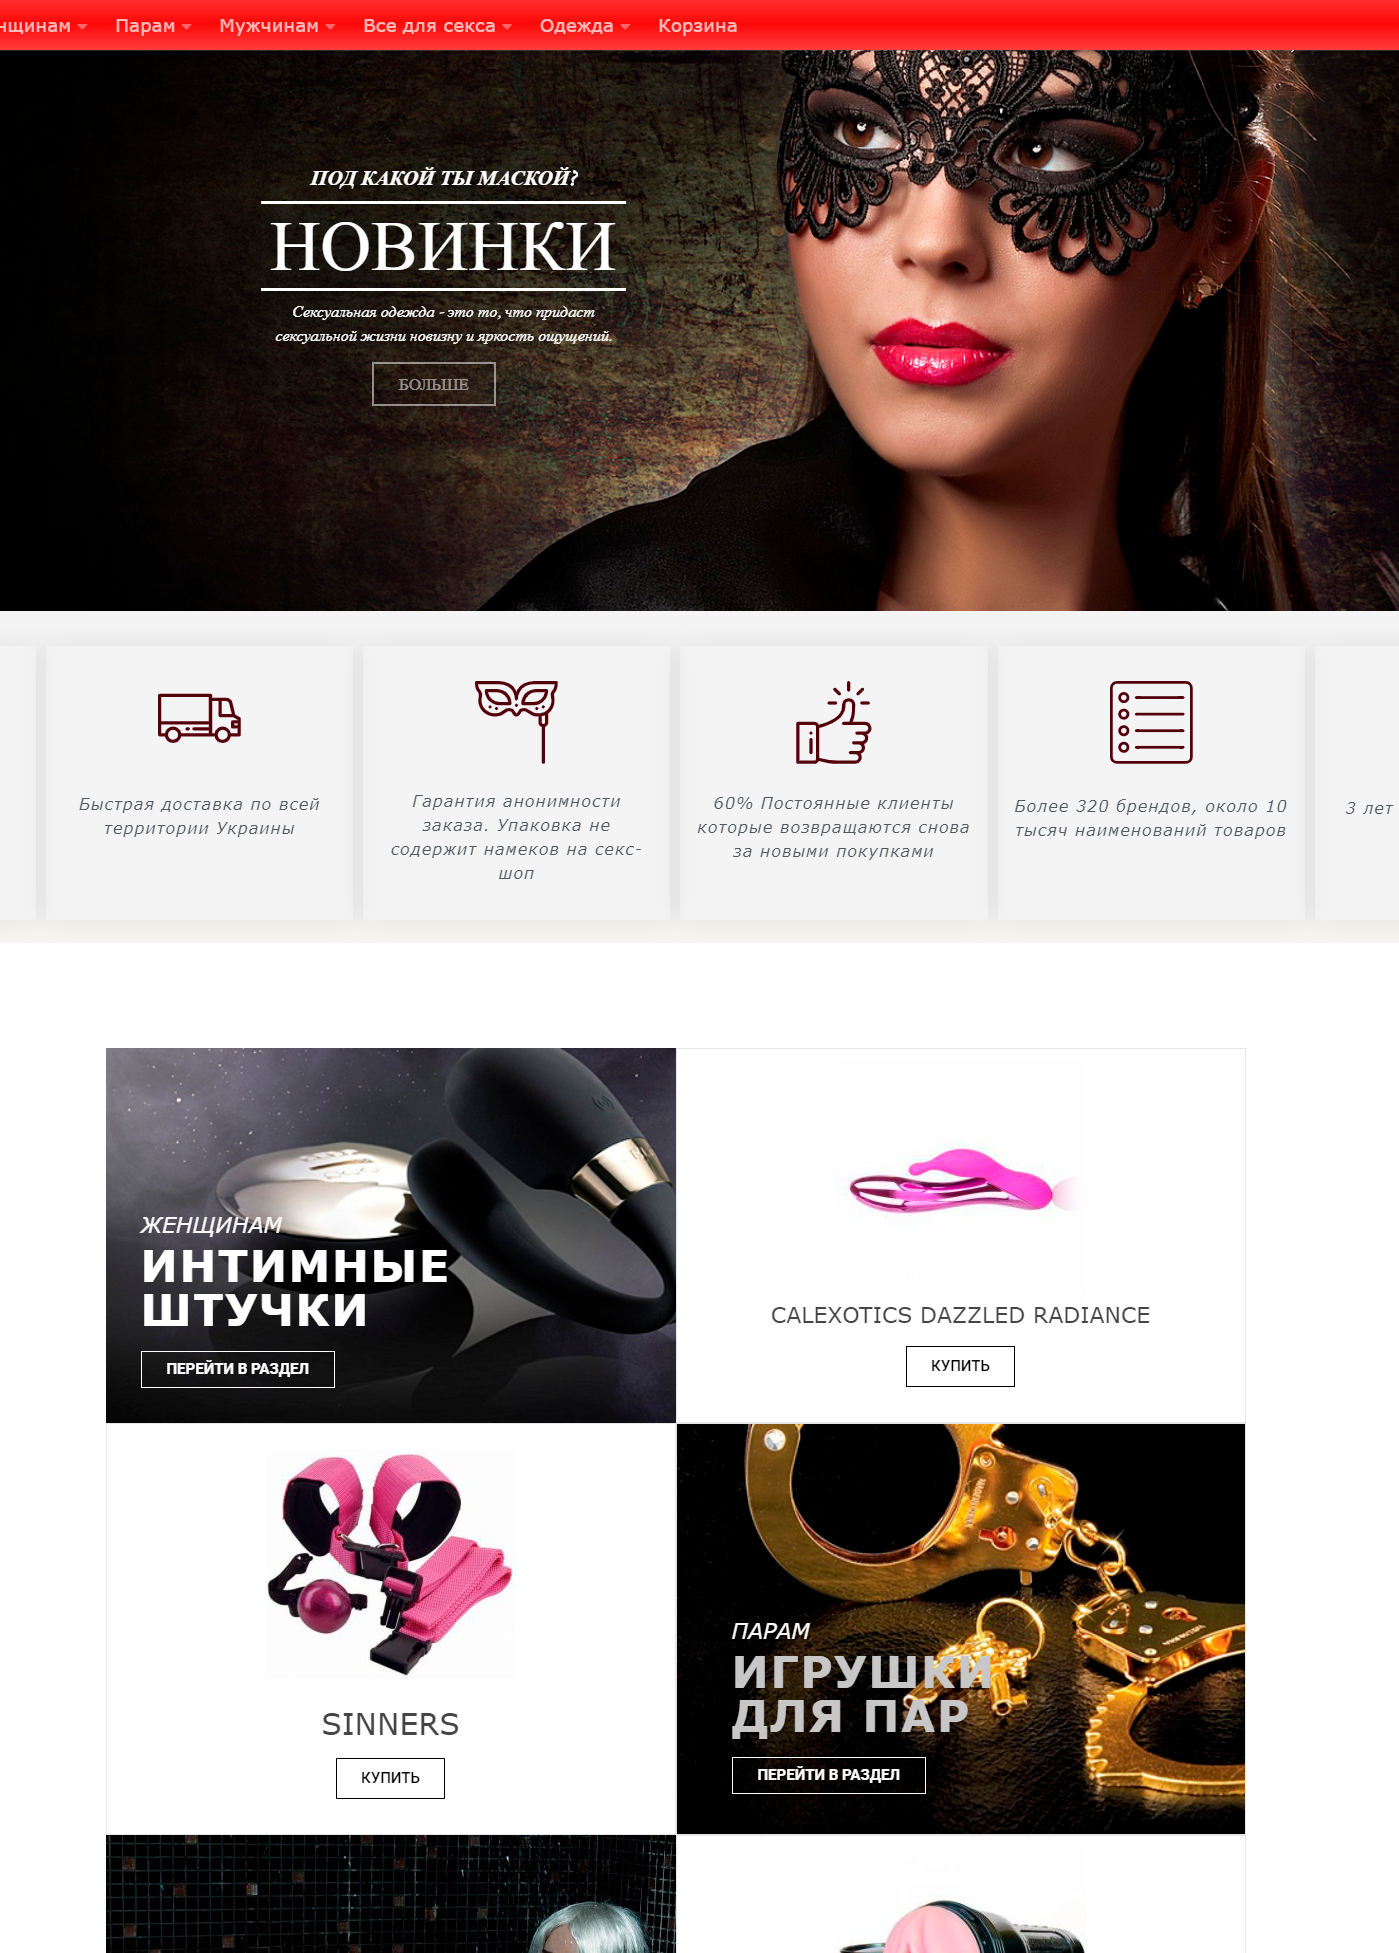 нщинам Парам Мужчинам Все для секса Одежда Корзина
ПОД КАКОЙ ТЫ МАСКОЙ?
НОВИНКИ
Сексуальная одежда - это то, что придаст
сексуальной жизни новизну и яркость ощущений.
БОЛЬШЕ
Быстрая доставка по всей
территории Украины
Гарантия анонимности
заказа. Упаковка не
содержит намеков на секс-
шоп
60% Постоянные клиенты
которые возвращаются снова
за новыми покупками
Более 320 брендов, около 10
тысяч наименований товаров
3 лет
ЖЕНЩИНАМ
ИНТИМНЫЕ
ШТУЧКИ
ПЕРЕЙТИ В РАЗДЕЛ
CALEXOTICS DAZZLED RADIANCE
КУПИТЬ
SINNERS
КУПИТЬ
ПАРАМ
ИГРУШКИ
ДЛЯ ПАР
ПЕРЕЙТИ В РАЗДЕЛ